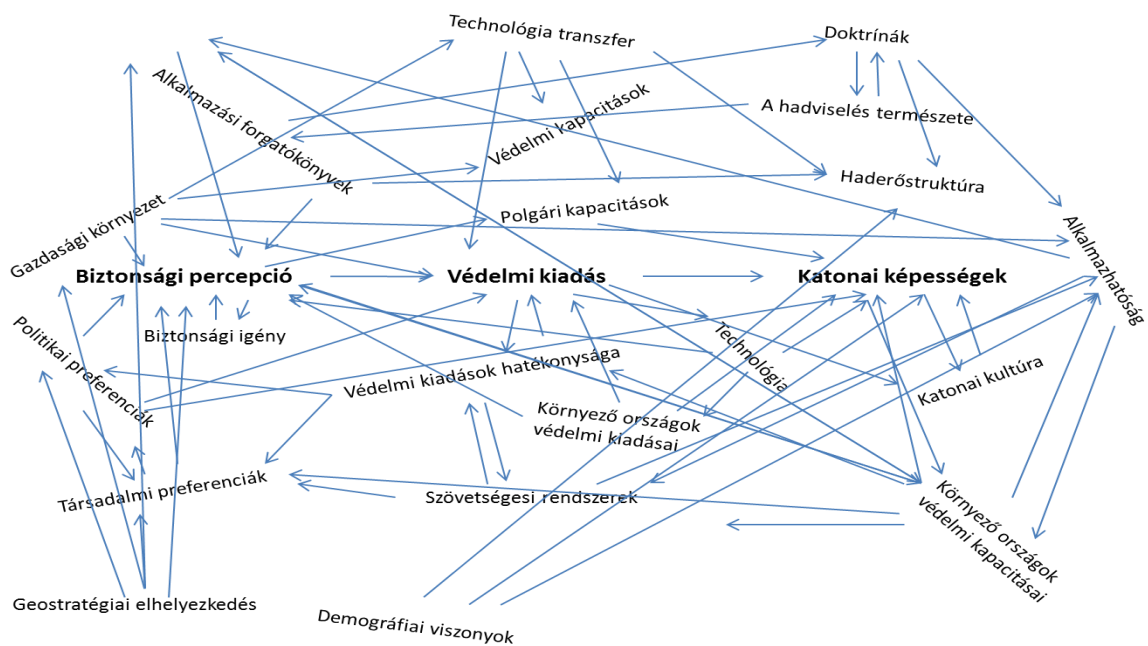 Technológia transzfer
Doktrínák
Alkalmazási forgatókönyvek
Védelmi kapacitások
A hadviselés természete
Haderőstruktúra
Gazdasági környezet
Polgári kapacitások
Alkalmazhatóság
Biztonsági percepció
Védelmi kiadás
Katonai képességek
Biztonsági igény
Politikai preferenciák
Védelmi kiadások hatékonysága
Technológia
Katonai kultúra
Környező országok
védelmi kiadásai
Társadalmi preferenciák
Szövetségesi rendszerek
Környező országok
védelmi kapacitásai
Geostratégiai elhelyezkedés
Demográfiai viszonyok